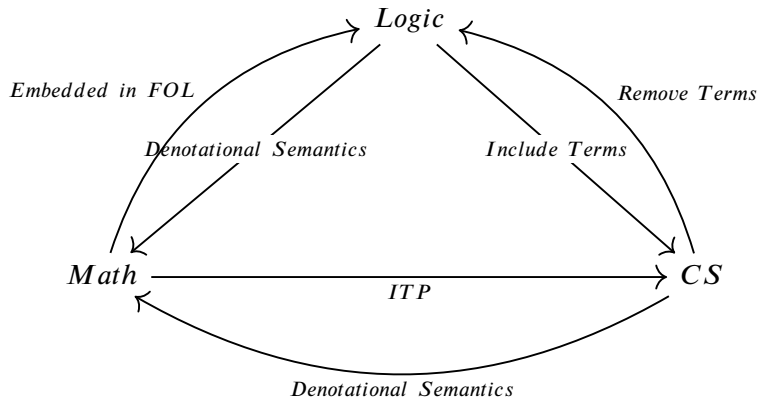 Logic
Embedded in FOL
Remove Terms
Denotational Semantics
Include Terms
Math
CS
ITP
Denotational Semantics